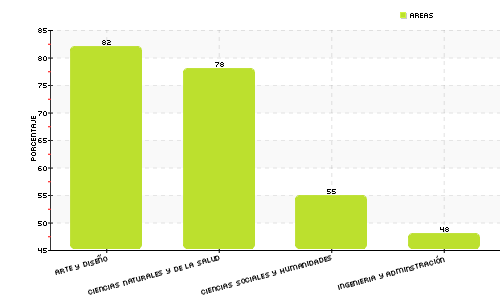 AREAS
85
80
75
70
65
60
55
50
45
PORCENTAJE
82
78
55
48
ARTE Y DISEÑO
CIENCIAS NATURALES Y DE LA SALUD
CIENCIAS SOCIALES Y HUMANIDADES
INGENIERIA Y ADMINSTRACIÓN